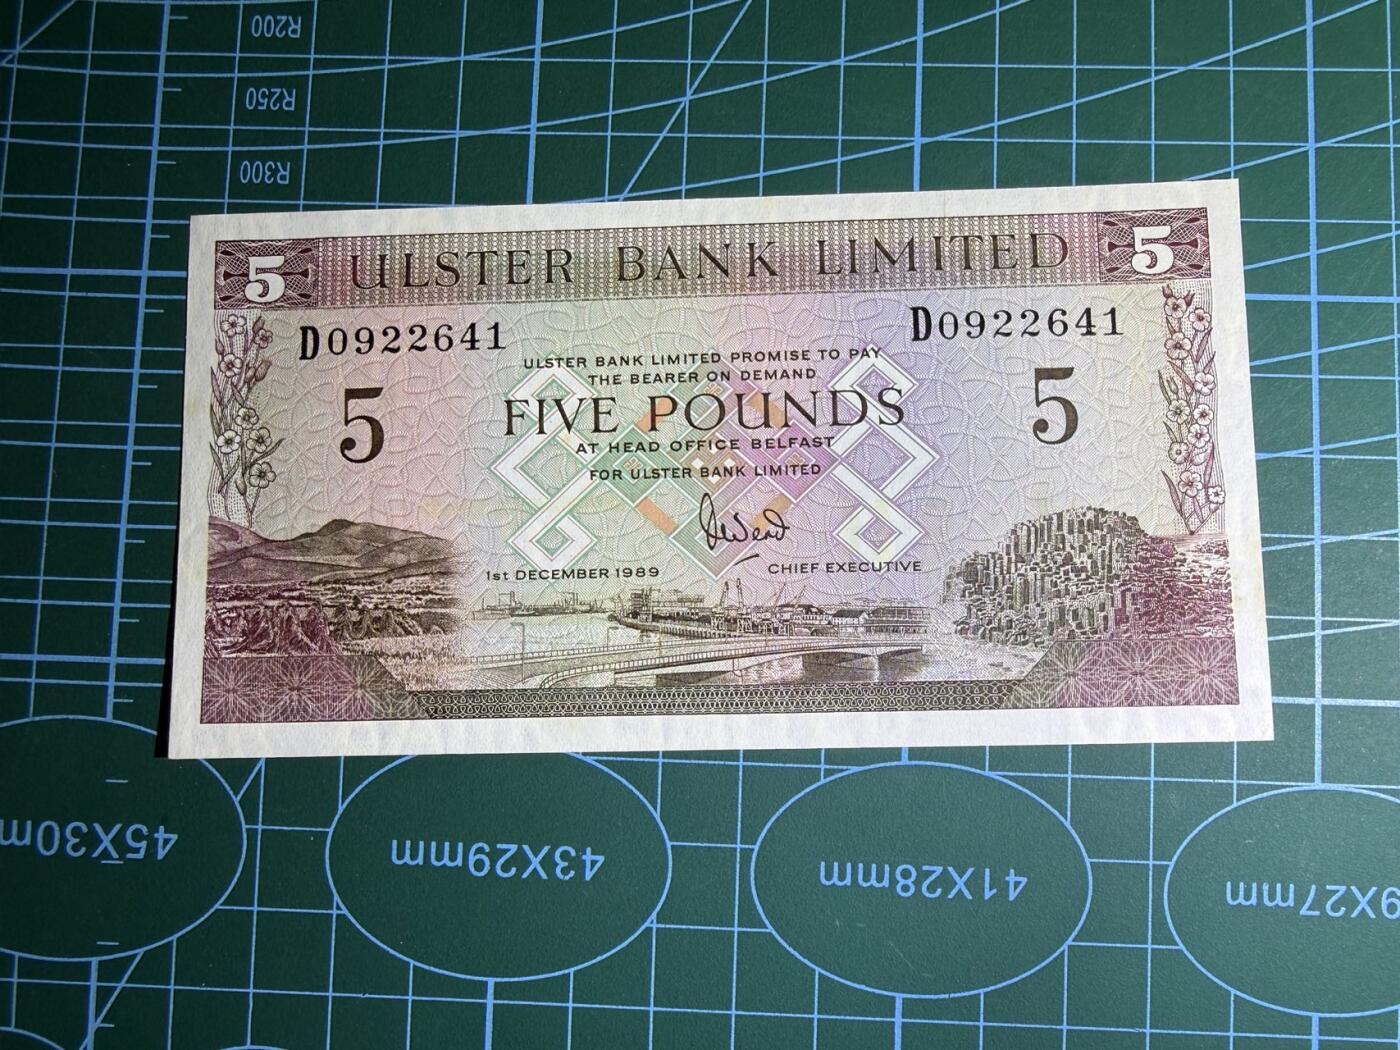 R200
R250
R300
5 ULSTER BANK LIMITED 5
D0922641 D0922641
ULSTER BANK LIMITED PROMISE TO PAY
THE BEARER ON DEMAND
5 FIVE POUNDS 5
AT HEAD OFFICE BELFAST
FOR ULSTER BANK LIMITED
1st DECEMBER 1989 CHIEF EXECUTIVE
45X30m
43X29mm
41X28mm
9X27mm